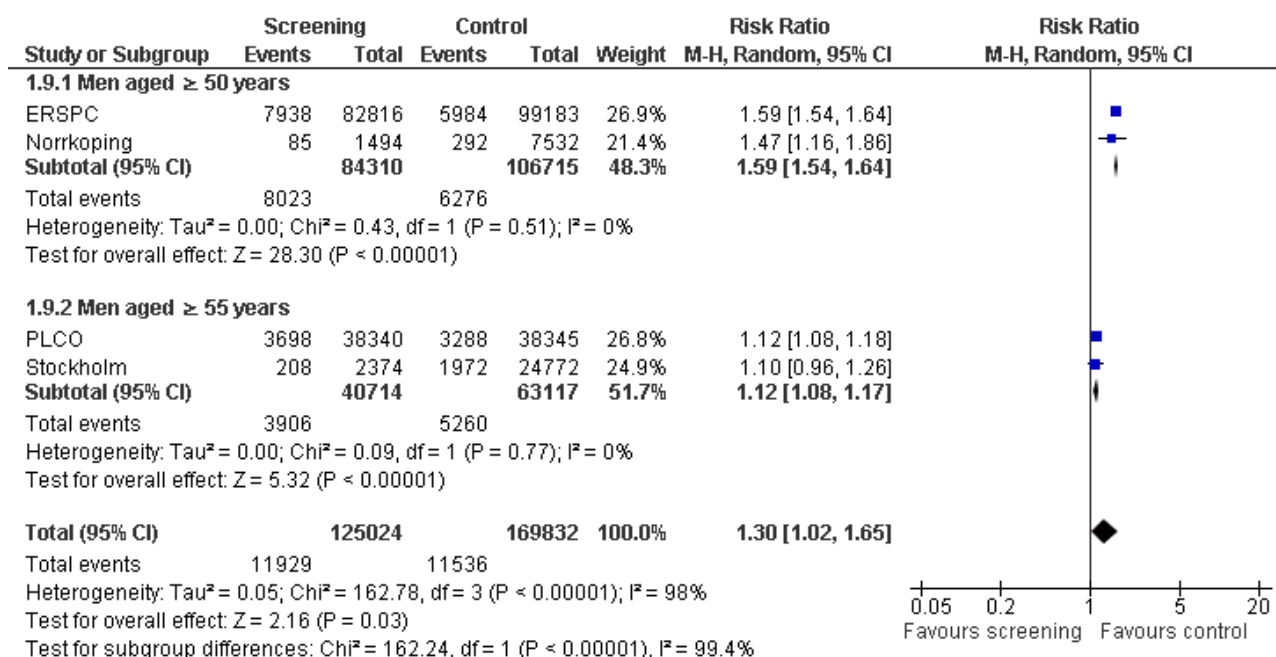 Screening Control Risk Ratio Risk Ratio
Study or Subgroup Events Total Events Total Weight M-H, Random, 95% CI M-H, Random, 95% CI
1.9.1 Men aged ≥ 50 years
ERSPC 7938 82816 5984 99183 26.9% 1.59 [1.54, 1.64]
Norrkoping 85 1494 292 7532 21.4% 1.47 [1.16, 1.86]
Subtotal (95% CI) 84310 106715 48.3% 1.59 [1.54, 1.64]
Total events 8023 6276
Heterogeneity: Tau² = 0.00; Chi² = 0.43, df = 1 (P = 0.51); I² = 0%
Test for overall effect: Z = 28.30 (P < 0.00001)
1.9.2 Men aged ≥ 55 years
PLCO 3698 38340 3288 38345 26.8% 1.12 [1.08, 1.18]
Stockholm 208 2374 1972 24772 24.9% 1.10 [0.96, 1.26]
Subtotal (95% CI) 40714 63117 51.7% 1.12 [1.08, 1.17]
Total events 3906 5260
Heterogeneity: Tau² = 0.00; Chi² = 0.09, df = 1 (P = 0.77); I² = 0%
Test for overall effect: Z = 5.32 (P < 0.00001)
Total (95% CI) 125024 169832 100.0% 1.30 [1.02, 1.65]
Total events 11929 11536
Heterogeneity: Tau² = 0.05; Chi² = 162.78, df = 3 (P < 0.00001); I² = 98%
Test for overall effect: Z = 2.16 (P = 0.03)
Test for subgroup differences: Chi² = 162.24, df = 1 (P < 0.00001), I² = 99.4%
0.05 0.2 1 5 20
Favours screening Favours control